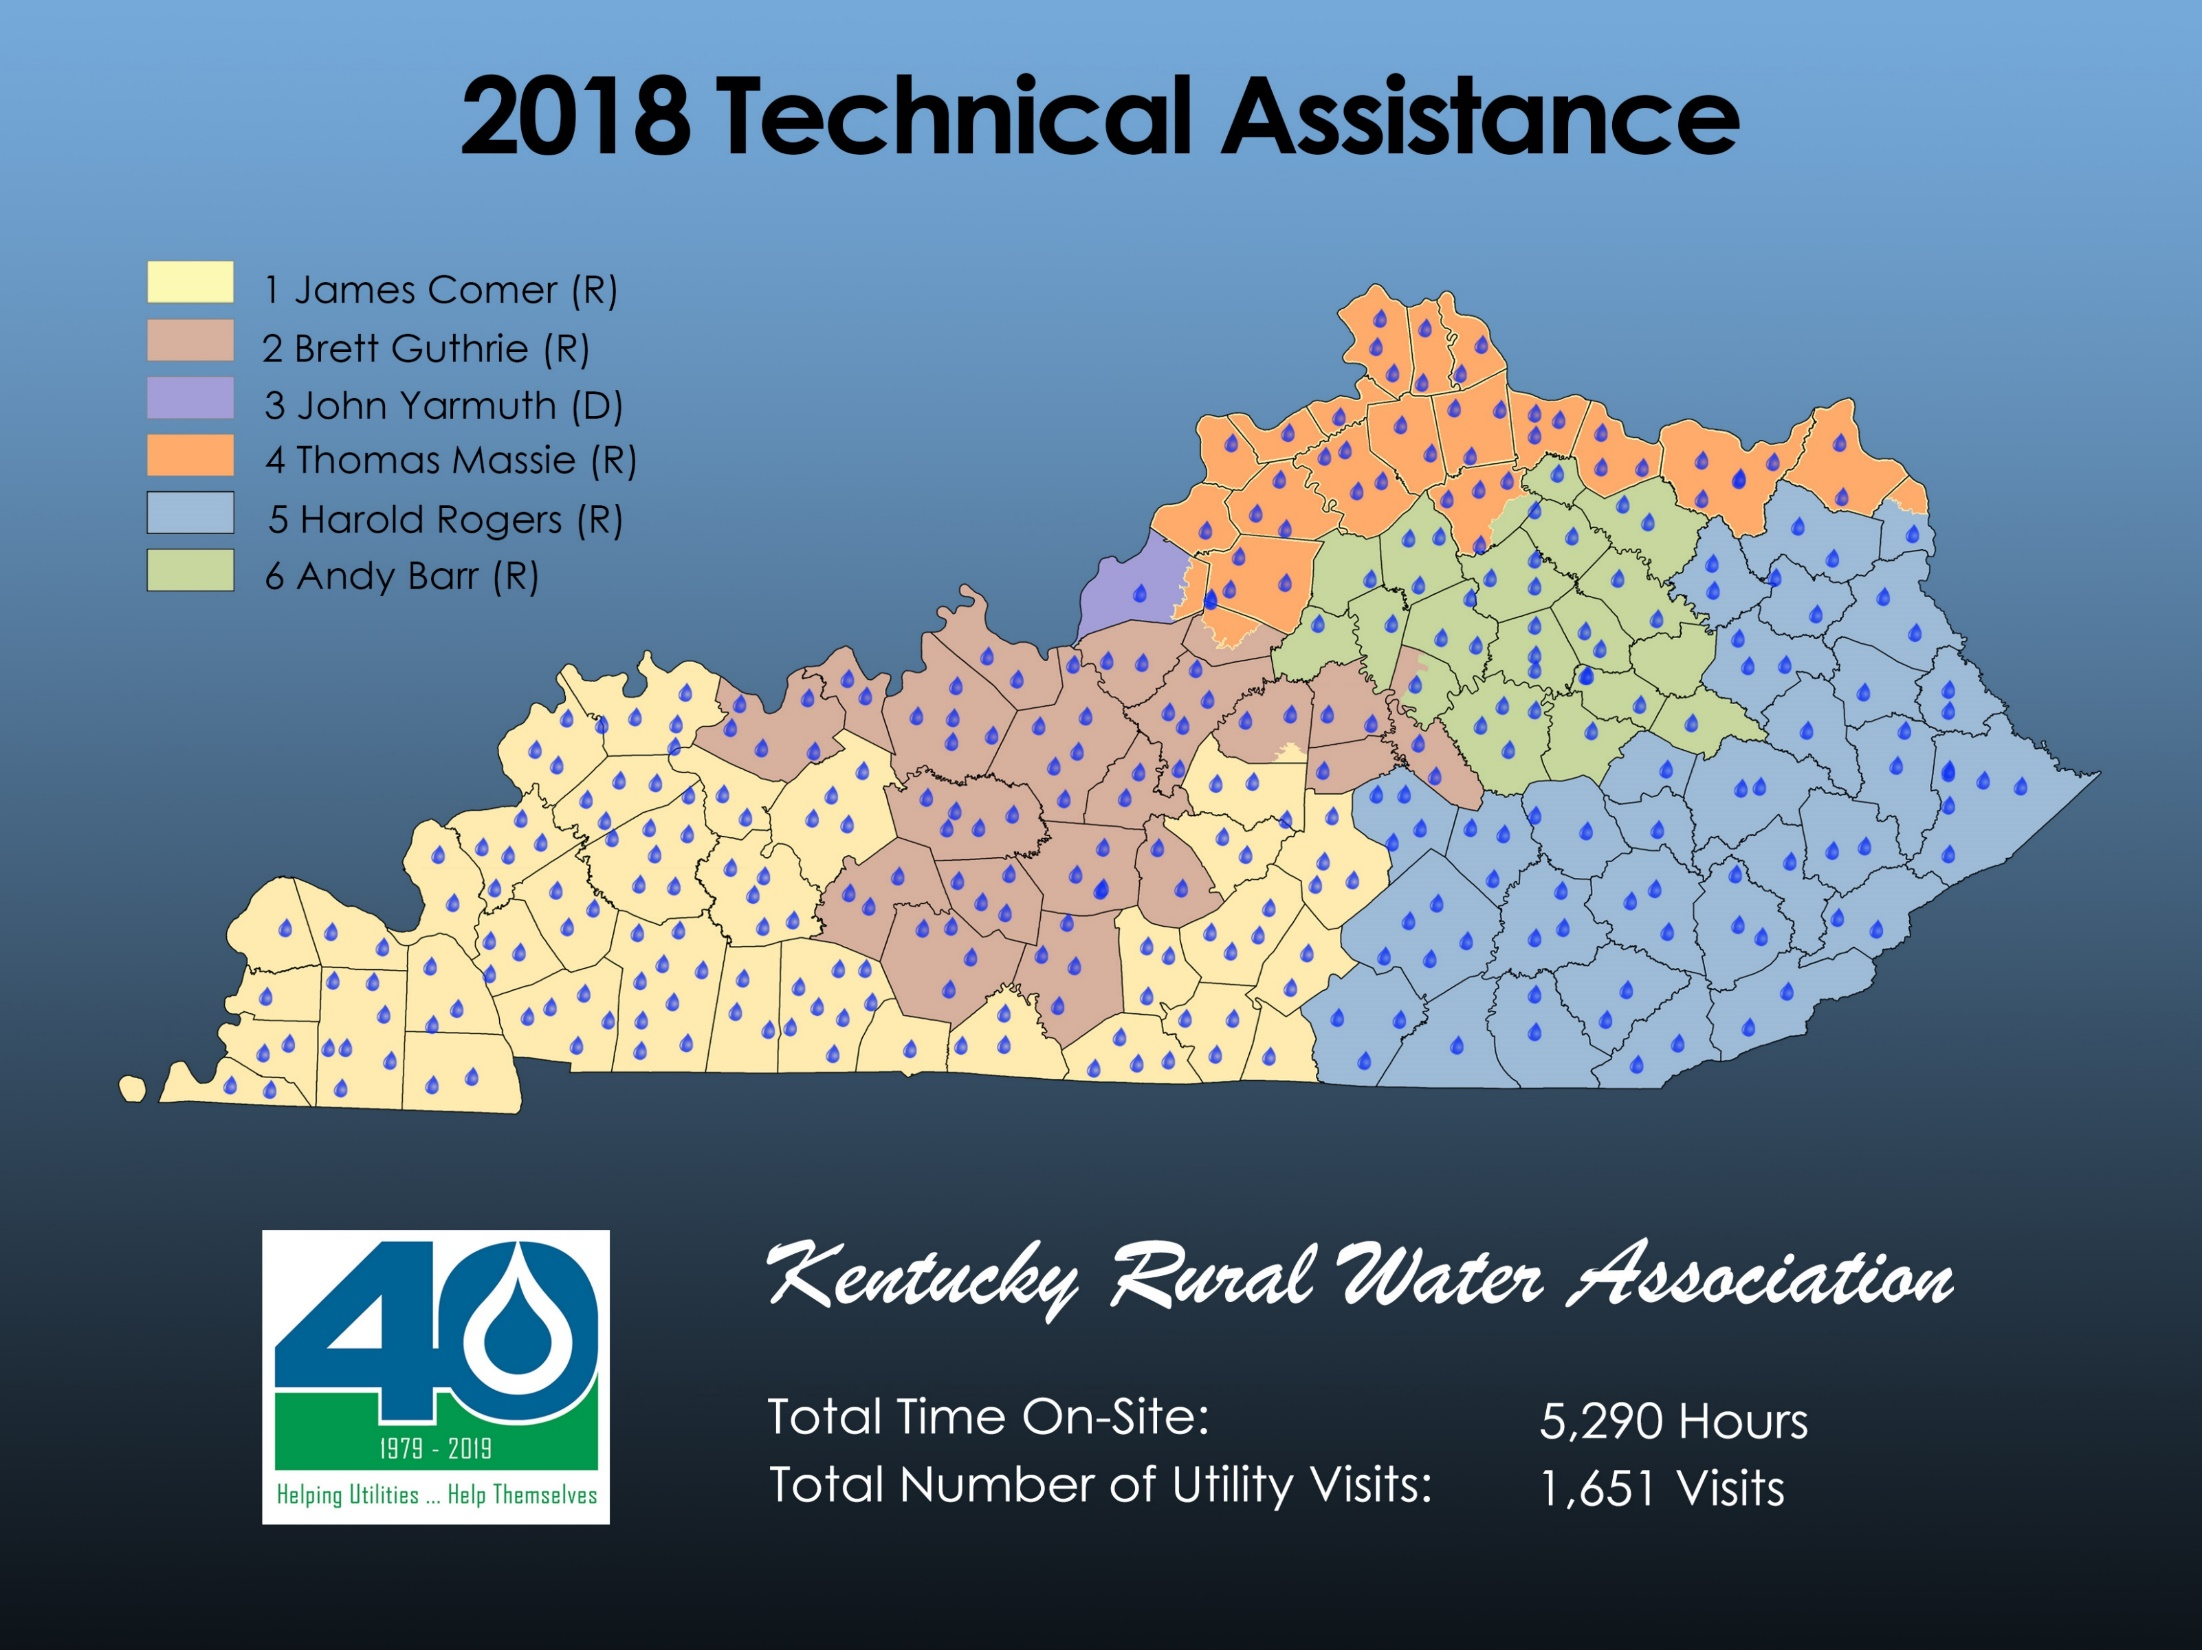 2018 Technical Assistance
1 James Comer (R)
2 Brett Guthrie (R)
3 John Yarmuth (D)
4 Thomas Massie (R)
5 Harold Rogers (R)
6 Andy Barr (R)
40
1979 - 2019
Helping Utilities ... Help Themselves
Kentucky Rural Water Association
Total Time On-Site: 5,290 Hours
Total Number of Utility Visits: 1,651 Visits